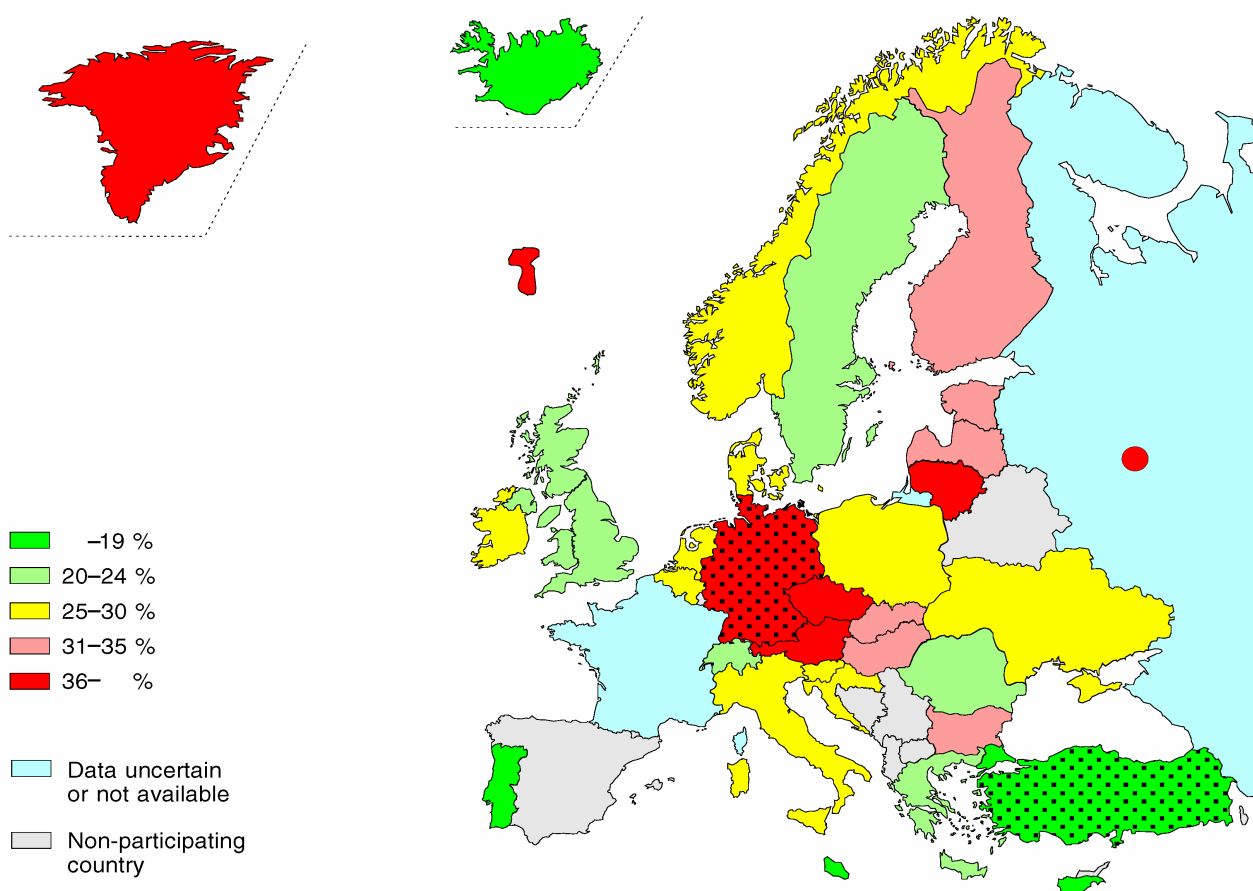 –19 %
20–24 %
25–30 %
31–35 %
36– %
Data uncertain
or not available
Non-participating
country